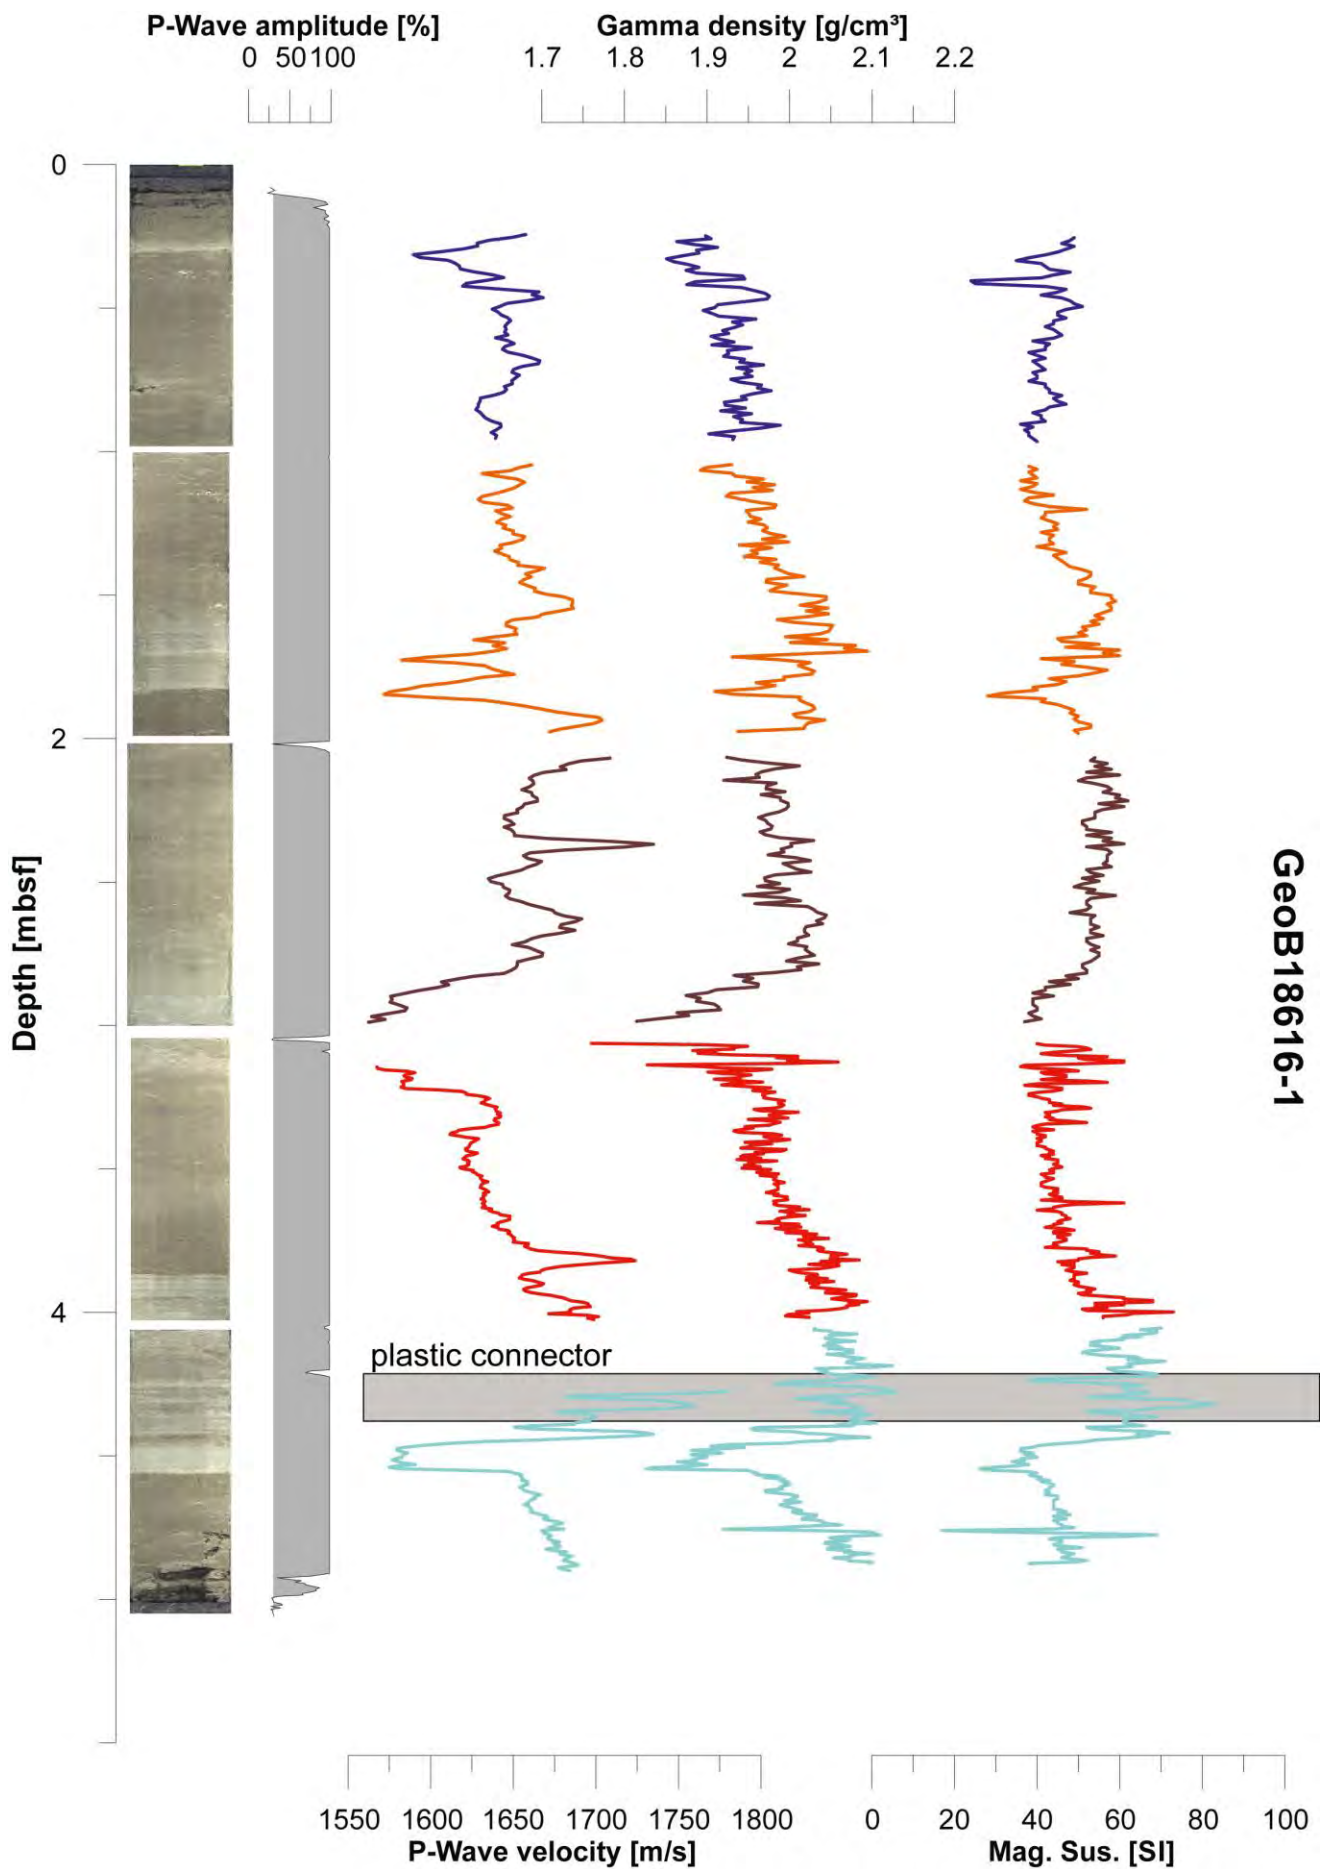 P-Wave amplitude [%]
Gamma density [g/cm³]
0 50 100
1.7 1.8 1.9 2 2.1 2.2
0
2
4
Depth [mbsf]
plastic connector
GeoB18616-1
1550 1600 1650 1700 1750 1800
0 20 40 60 80 100
P-Wave velocity [m/s]
Mag. Sus. [SI]